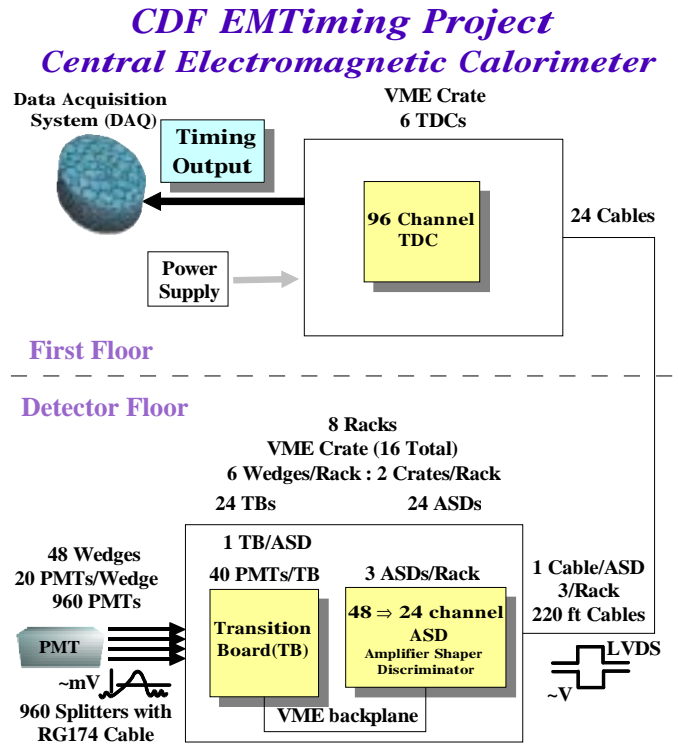 CDF EMTiming Project
Central Electromagnetic Calorimeter
Data Acquisition
System (DAQ)
Timing
Output
VME Crate
6 TDCs
96 Channel
TDC
24 Cables
Power
Supply
First Floor
Detector Floor
8 Racks
VME Crate (16 Total)
6 Wedges/Rack : 2 Crates/Rack
24 TBs
24 ASDs
1 TB/ASD
40 PMTs/TB
3 ASDs/Rack
48 Wedges
20 PMTs/Wedge
960 PMTs
1 Cable/ASD
3/Rack
220 ft Cables
Transition
Board(TB)
48 ⇒ 24 channel
ASD
Amplifier Shaper
Discriminator
PMT
~mV
960 Splitters with
RG174 Cable
VME backplane
LVDS
~V